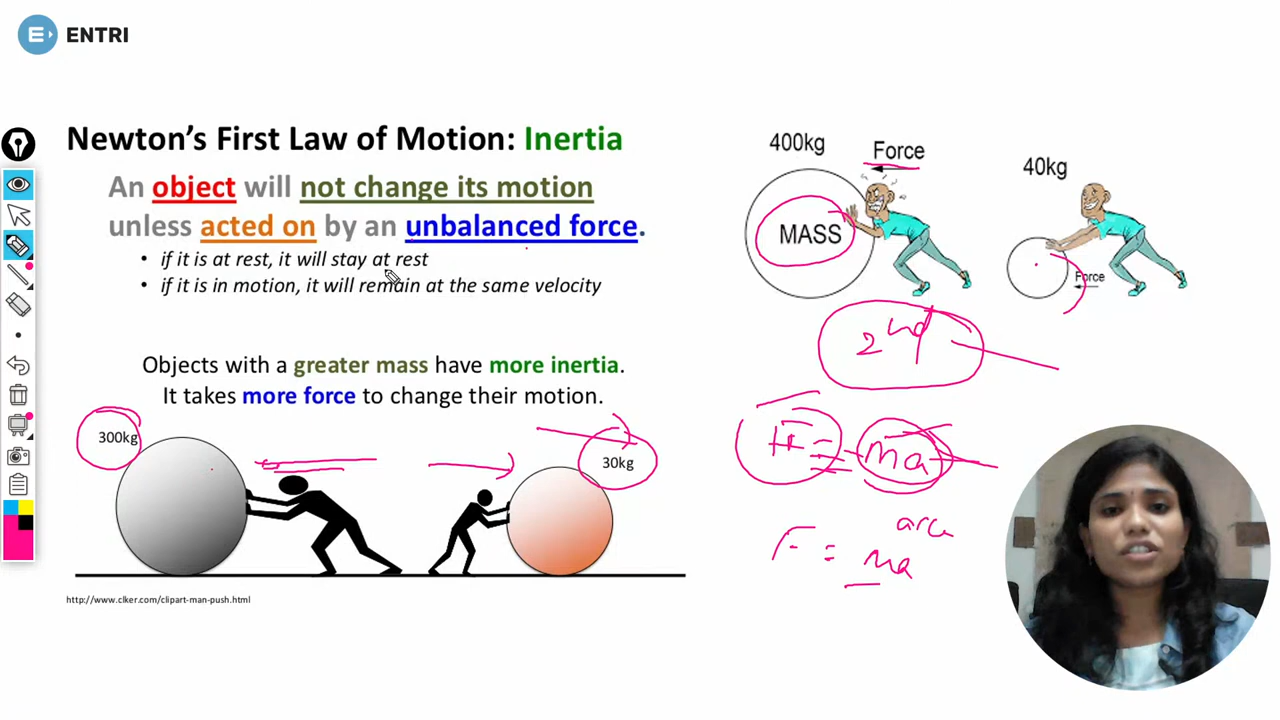 ENTRI
Newton's First Law of Motion: Inertia
An object will not change its motion
unless acted on by an unbalanced force.
• if it is at rest, it will stay at rest
• if it is in motion, it will remain at the same velocity
Objects with a greater mass have more inertia.
It takes more force to change their motion.
300kg
30kg
http://www.clker.com/clipart-man-push.html
400kg
Force
MASS
40kg
Force
2nd
F = ma
F = ma